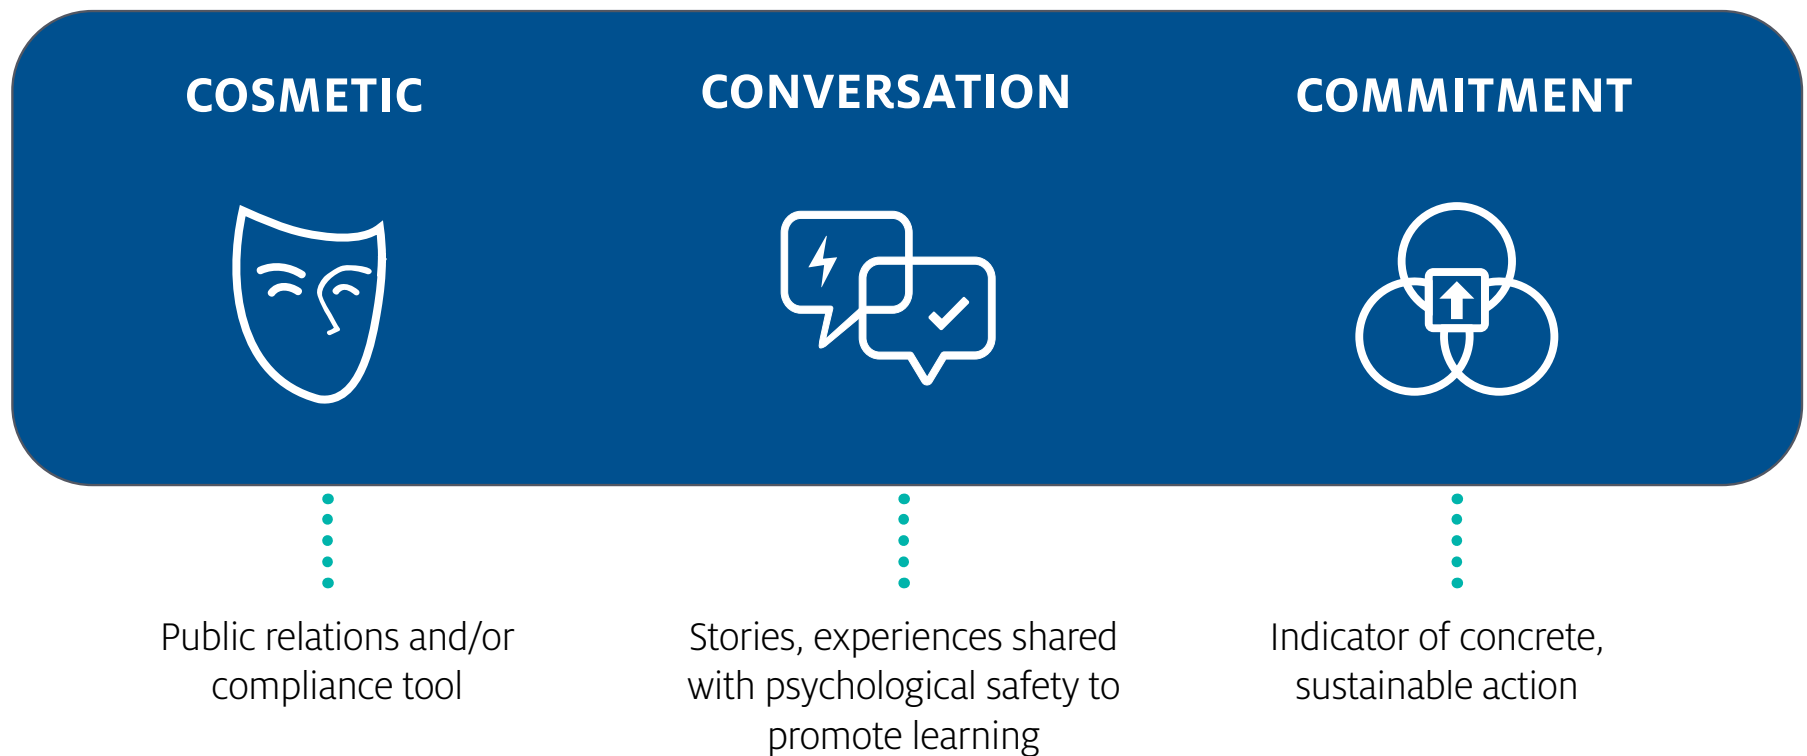 COSMETIC
CONVERSATION
COMMITMENT
Public relations and/or
compliance tool
Stories, experiences shared
with psychological safety to
promote learning
Indicator of concrete,
sustainable action